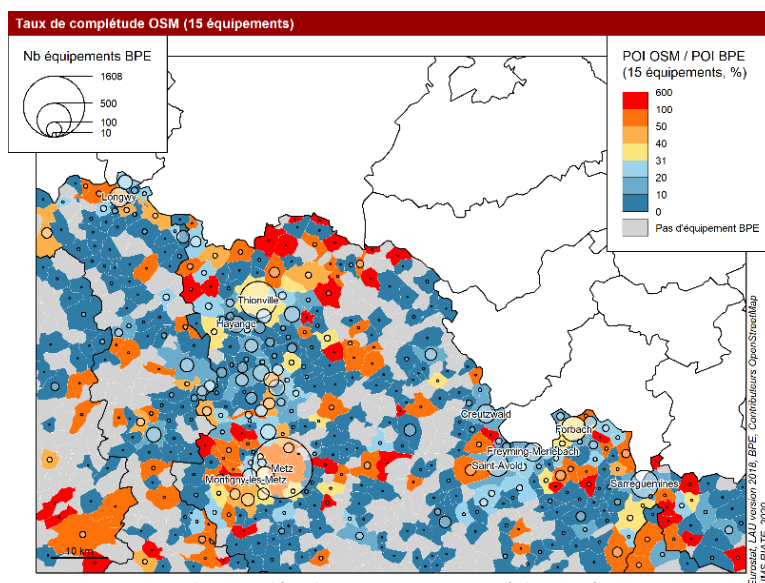 Taux de complétude OSM (15 équipements)
Nb équipements BPE
1608
500
100
10
POI OSM / POI BPE
(15 équipements, %)
600
100
50
40
31
20
10
0
Pas d'équipement BPE
Longwy
Thionville
Hayange
Creutzwald
Forbach
Freyming-Merlebach
Saint-Avold
Metz
Montigny-lès-Metz
Sarreguemines
10 km
Eurostat, LAU version 2018, BPE, Contributeurs OpenStreetMap
2020